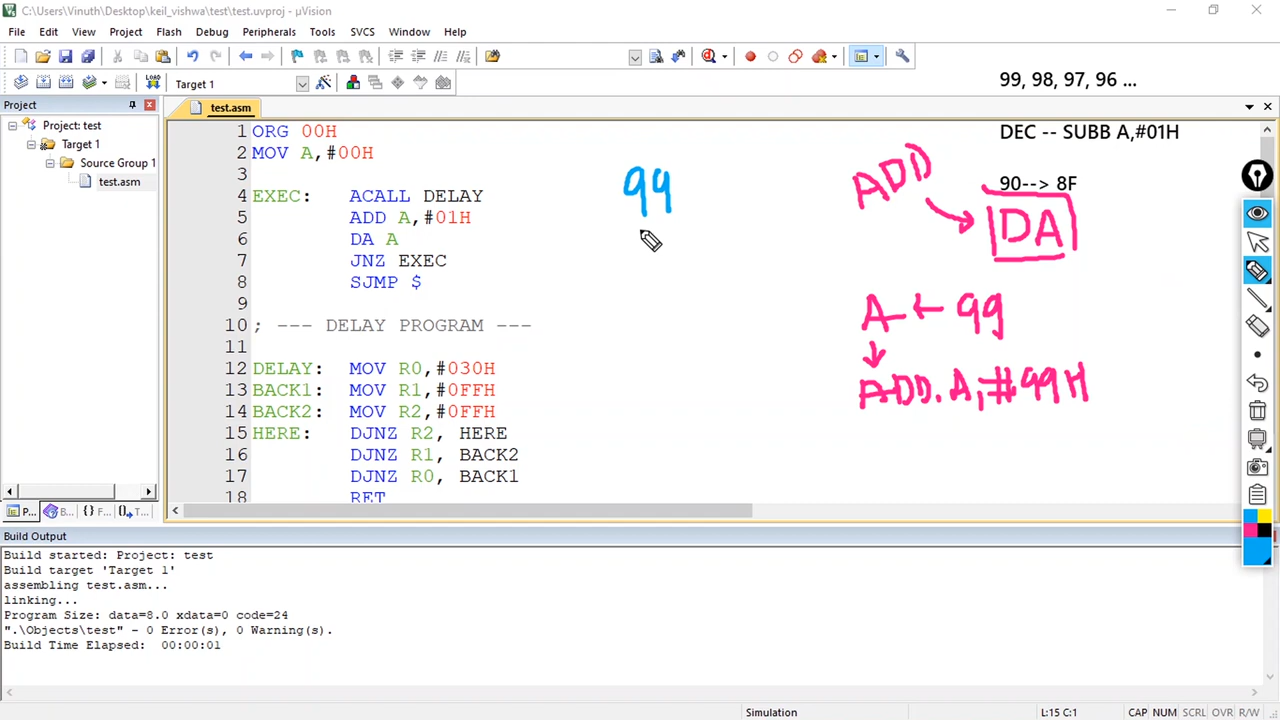 C:\Users\Vinuth\Desktop\keil_vishwa\test\test.uvproj - µVision
File Edit View Project Flash Debug Peripherals Tools SVCS Window Help
Target 1
99, 98, 97, 96 ...
Project
test.asm
Project: test
Target 1
Source Group 1
test.asm
1 ORG 00H
2 MOV A,#00H
3
4 EXEC: ACALL DELAY
5 ADD A,#01H
6 DA A
7 JNZ EXEC
8 SJMP $
9
10 ; --- DELAY PROGRAM ---
11
12 DELAY: MOV R0,#030H
13 BACK1: MOV R1,#0FFH
14 BACK2: MOV R2,#0FFH
15 HERE: DJNZ R2, HERE
16 DJNZ R1, BACK2
17 DJNZ R0, BACK1
18 RET
99
DEC -- SUBB A,#01H
ADD
90--> 8F
DA
A ← 99
ADD. A,#99H
P... B... {} F... T...
Build Output
Build started: Project: test
Build target 'Target 1'
assembling test.asm...
linking...
Program Size: data=8.0 xdata=0 code=24
".\Objects\test" - 0 Error(s), 0 Warning(s).
Build Time Elapsed: 00:00:01
Simulation L:15 C:1 CAP NUM SCRL OVR R/W